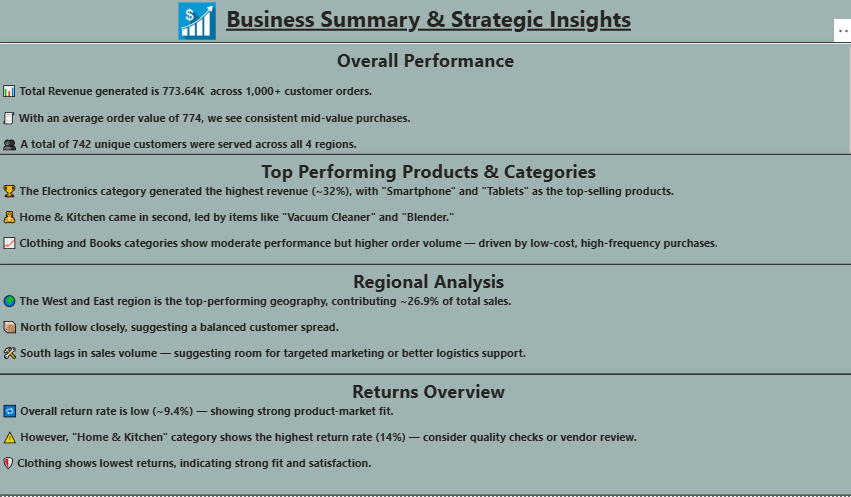 Business Summary & Strategic Insights
Overall Performance
Total Revenue generated is 773.64K across 1,000+ customer orders.
With an average order value of 774, we see consistent mid-value purchases.
A total of 742 unique customers were served across all 4 regions.
Top Performing Products & Categories
The Electronics category generated the highest revenue (~32%), with "Smartphone" and "Tablets" as the top-selling products.
Home & Kitchen came in second, led by items like "Vacuum Cleaner" and "Blender."
Clothing and Books categories show moderate performance but higher order volume — driven by low-cost, high-frequency purchases.
Regional Analysis
The West and East region is the top-performing geography, contributing ~26.9% of total sales.
North follow closely, suggesting a balanced customer spread.
South lags in sales volume — suggesting room for targeted marketing or better logistics support.
Returns Overview
Overall return rate is low (~9.4%) — showing strong product-market fit.
However, "Home & Kitchen" category shows the highest return rate (14%) — consider quality checks or vendor review.
Clothing shows lowest returns, indicating strong fit and satisfaction.